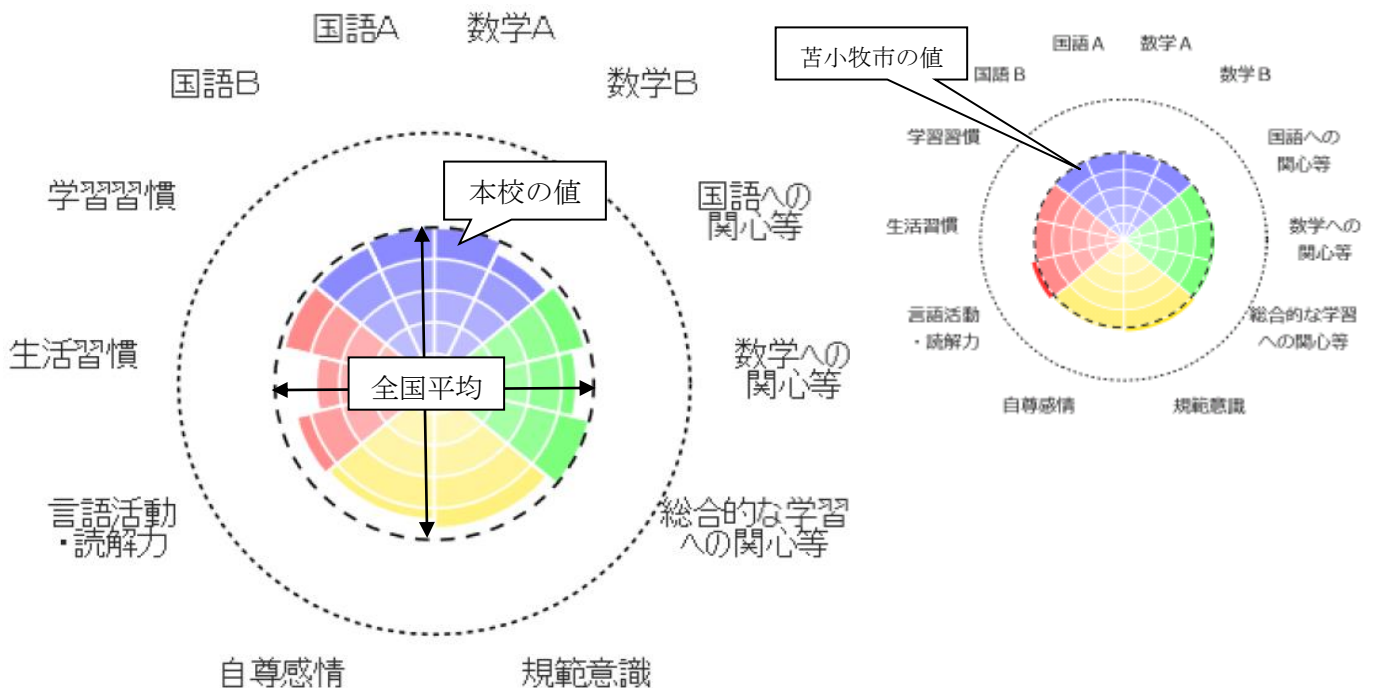 国語A
数学A
国語B
数学B
学習習慣
本校の値
国語への
関心等
生活習慣
全国平均
数学への
関心等
言語活動
・読解力
総合的な学習
への関心等
自尊感情
規範意識
苫小牧市の値
国語A
数学A
国語B
数学B
学習習慣
国語への
関心等
生活習慣
数学への
関心等
言語活動
・読解力
総合的な学習
への関心等
自尊感情
規範意識